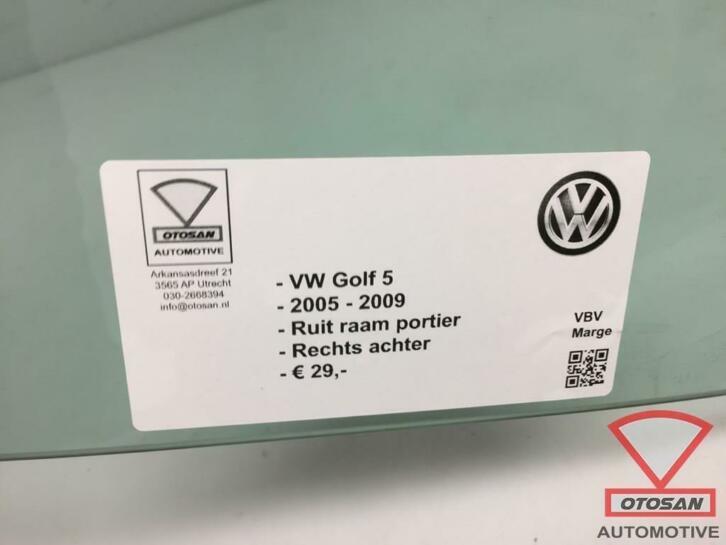 OTOSAN
AUTOMOTIVE
Arkansasdreef 21
3565 AP Utrecht
030-2668394
info@otosan.nl
- VW Golf 5
- 2005 - 2009
- Ruit raam portier
- Rechts achter
- € 29,-
VW
VBV
Marge
OTOSAN
AUTOMOTIVE